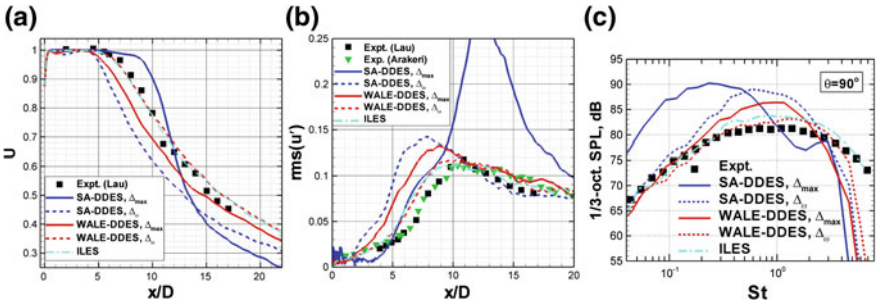 (a)
1
0.9
0.8
0.7
0.6
0.5
0.4
0.3
U
0
5
10
15
20
x/D
Expt. (Lau)
SA-DDES, Δmax
SA-DDES, Δω
WALE-DDES, Δmax
WALE-DDES, Δω
ILES
(b)
0.25
0.2
0.15
0.1
0.05
0
rms(u')
0
5
10
15
20
x/D
Expt. (Lau)
Exp. (Arakeri)
SA-DDES, Δmax
SA-DDES, Δω
WALE-DDES, Δmax
WALE-DDES, Δω
ILES
(c)
95
90
85
80
75
70
65
60
55
1/3-oct. SPL, dB
10-1
100
St
θ=90°
Expt.
SA-DDES, Δmax
SA-DDES, Δω
WALE-DDES, Δmax
WALE-DDES, Δω
ILES